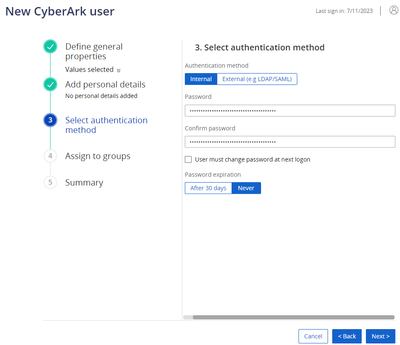 New CyberArk user
Last sign in: 7/11/2023
Define general
properties
Values selected
Add personal details
No personal details added
3
Select authentication
method
4
Assign to groups
5
Summary
3. Select authentication method
Authentication method
Internal
External (e.g LDAP/SAML)
Password
Confirm password
User must change password at next logon
Password expiration
After 30 days
Never
Cancel
< Back
Next >